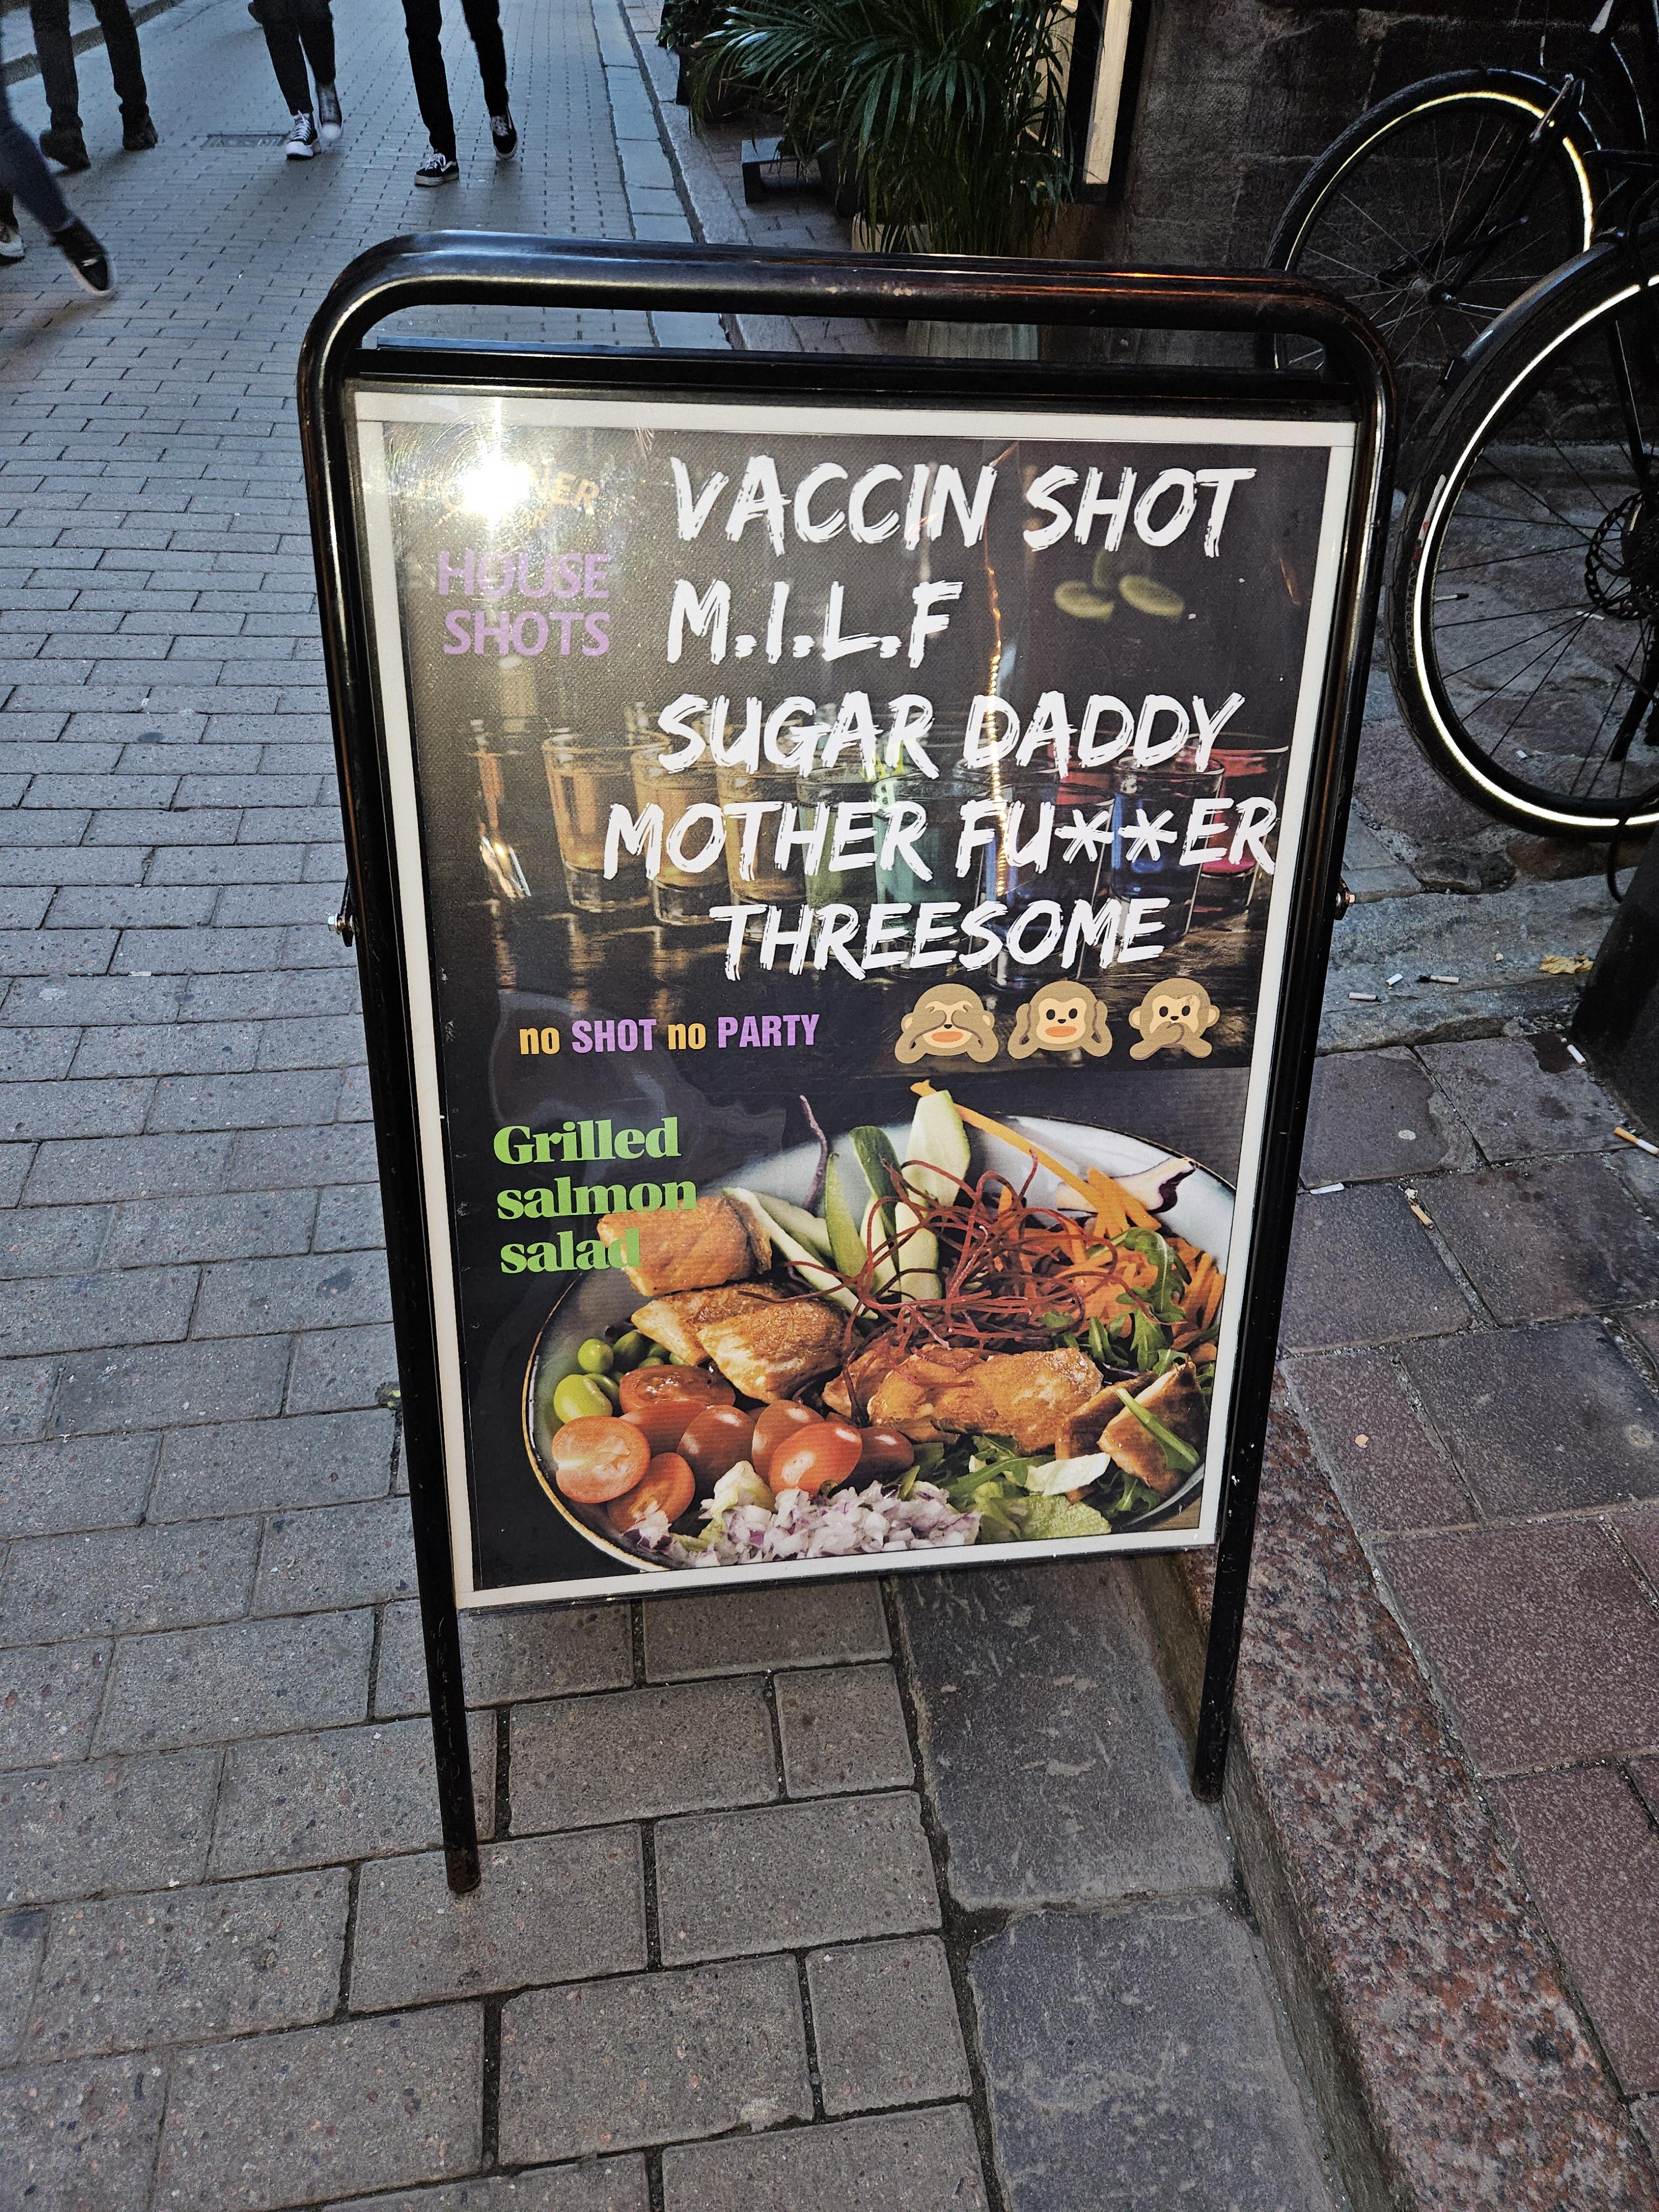 HOUSE
SHOTS
VACCIN SHOT
M.I.L.F
SUGAR DADDY
MOTHER FU**ER
THREESOME
no SHOT no PARTY
Grilled
salmon
salad